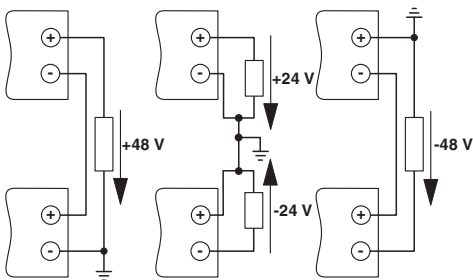 + + +
- - -
+24 V
+48 V -48 V
-24 V
+ + +
- - -